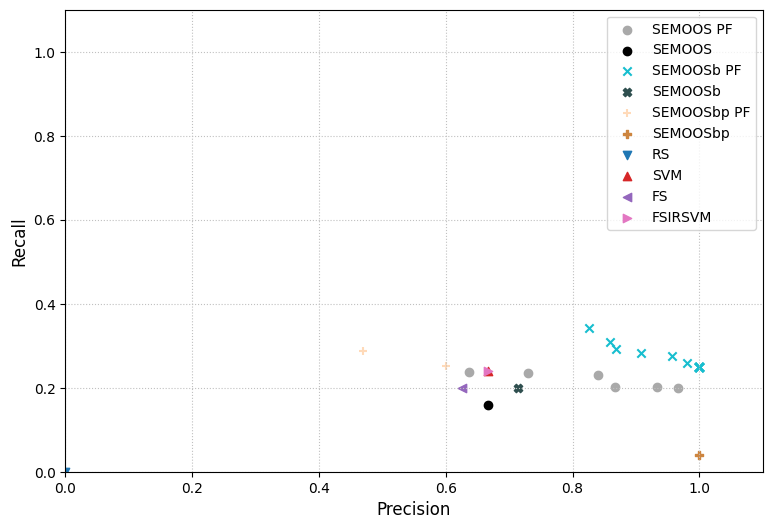 SEMOOS PF
SEMOOS
SEMOOSb PF
SEMOOSb
SEMOOSbp PF
SEMOOSbp
RS
SVM
FS
FSIRSVM
1.0
0.8
0.6
0.4
0.2
0.0
Recall
0.0 0.2 0.4 0.6 0.8 1.0
Precision